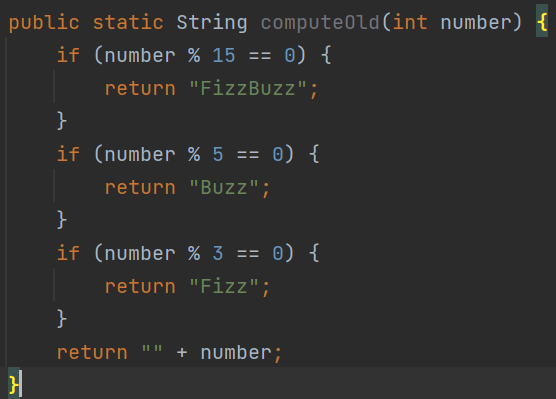 public static String computeOld(int number) {
    if (number % 15 == 0) {
        return "FizzBuzz";
    }
    if (number % 5 == 0) {
        return "Buzz";
    }
    if (number % 3 == 0) {
        return "Fizz";
    }
    return "" + number;
}